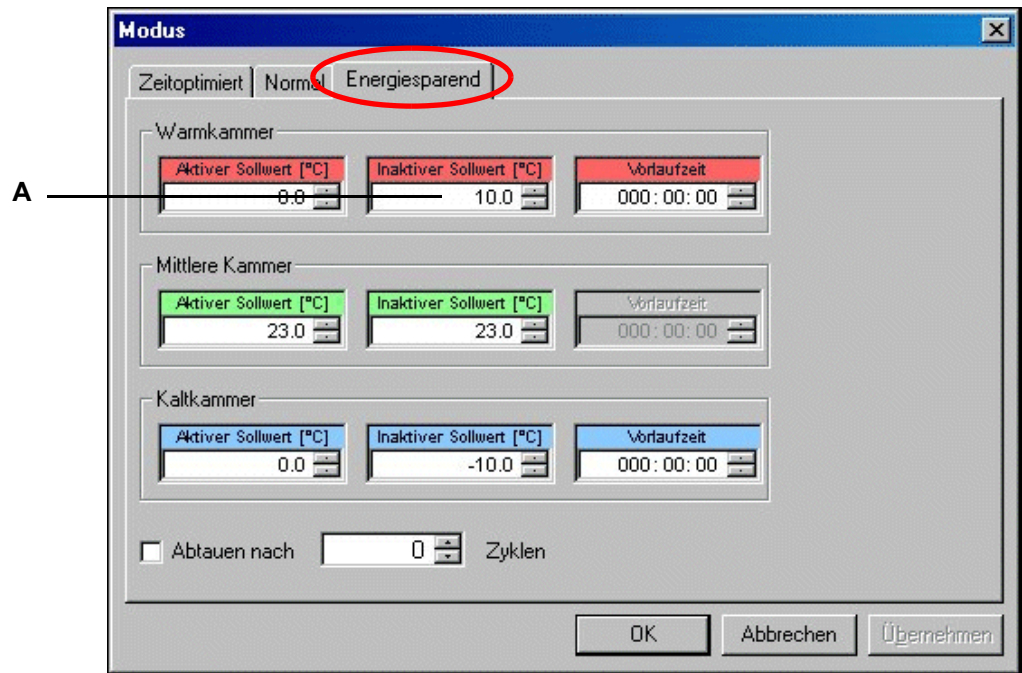 Modus
Zeitoptimiert Normal Energiesparend
Warmkammer
Aktiver Sollwert [°C] Inaktiver Sollwert [°C] Vorlaufzeit
A 0.0 10.0 000:00:00
Mittlere Kammer
Aktiver Sollwert [°C] Inaktiver Sollwert [°C] Vorlaufzeit
23.0 23.0 000:00:00
Kaltkammer
Aktiver Sollwert [°C] Inaktiver Sollwert [°C] Vorlaufzeit
0.0 -10.0 000:00:00
Abtauen nach 0 Zyklen
OK Abbrechen Übernehmen